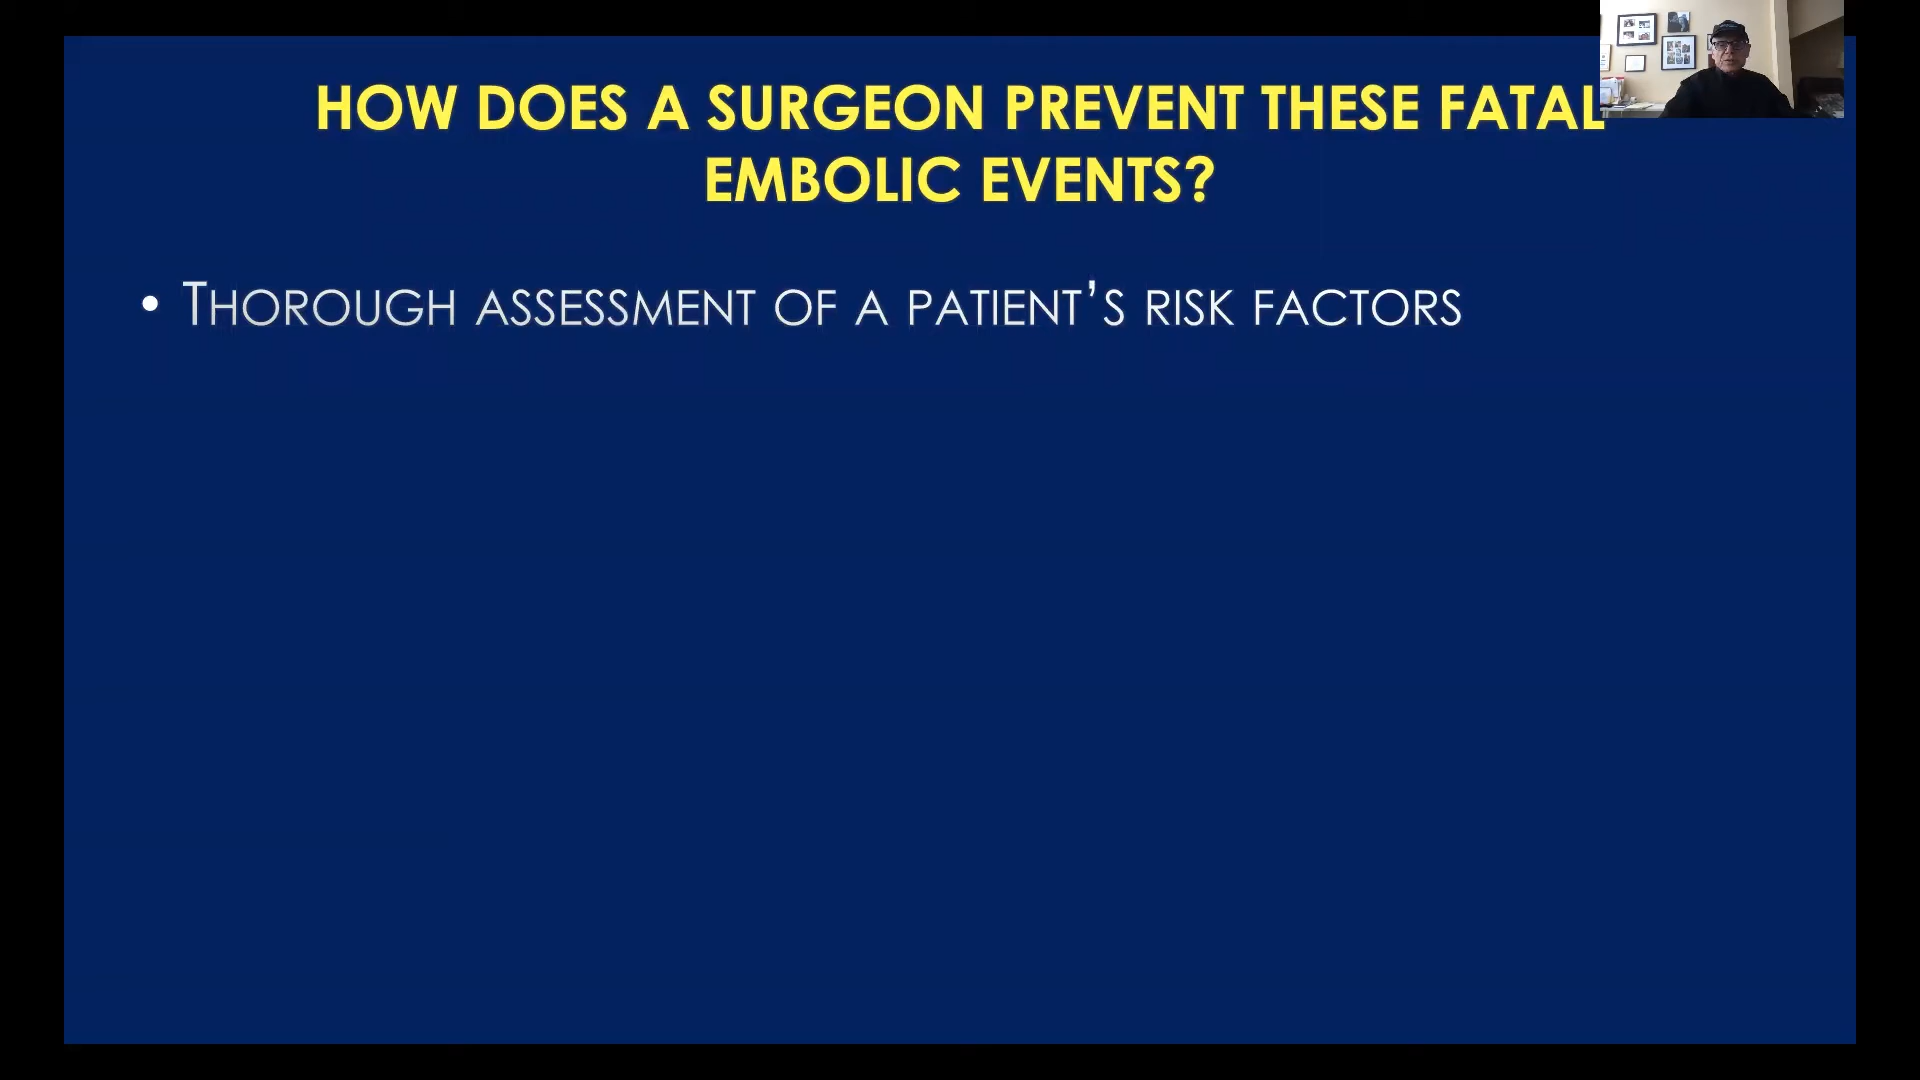 HOW DOES A SURGEON PREVENT THESE FATAL
EMBOLIC EVENTS?
• THOROUGH ASSESSMENT OF A PATIENT’S RISK FACTORS